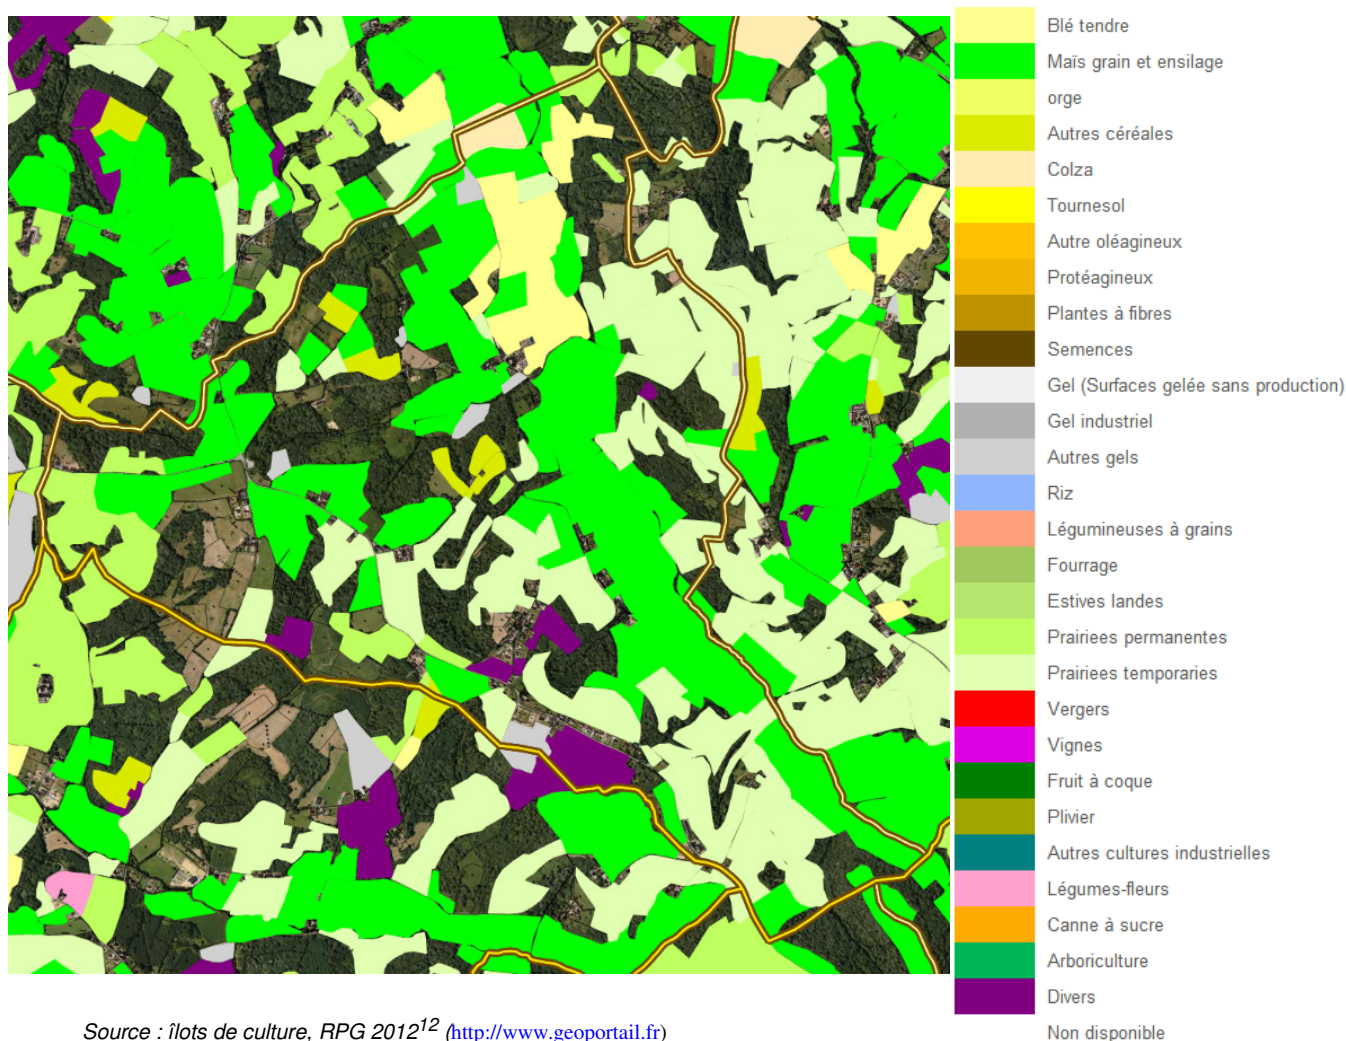 Blé tendre
Maïs grain et ensilage
orge
Autres céréales
Colza
Tournesol
Autre oléagineux
Protéagineux
Plantes à fibres
Semences
Gel (Surfaces gelée sans production)
Gel industriel
Autres gels
Riz
Légumineuses à grains
Fourrage
Estives landes
Prairiees permanentes
Prairiees temporaries
Vergers
Vignes
Fruit à coque
Plivier
Autres cultures industrielles
Légumes-fleurs
Canne à sucre
Arboriculture
Divers
Non disponible
Source : îlots de culture, RPG 2012¹² (http://www.geoportail.fr)